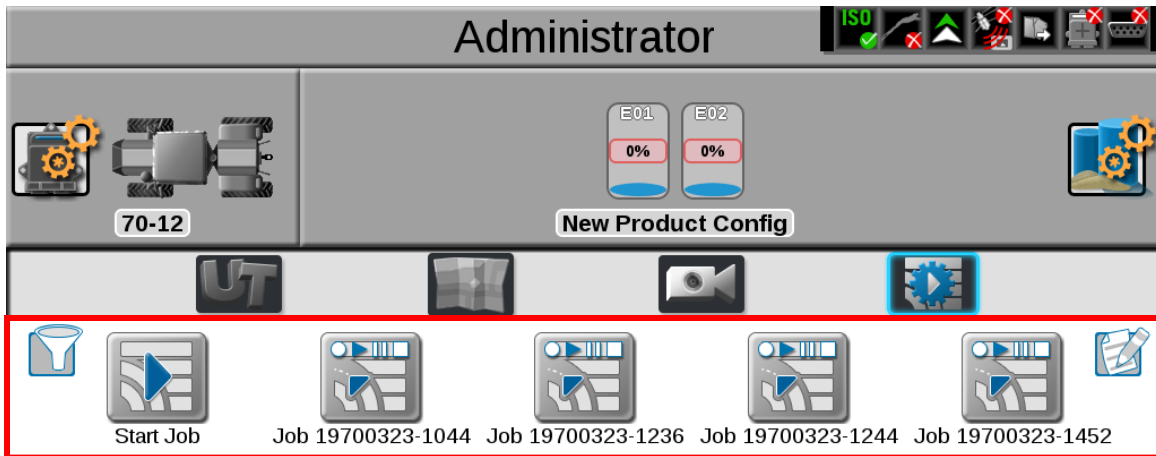 Administrator
ISO
E01
E02
0%
0%
70-12
New Product Config
UT
Start Job
Job 19700323-1044
Job 19700323-1236
Job 19700323-1244
Job 19700323-1452